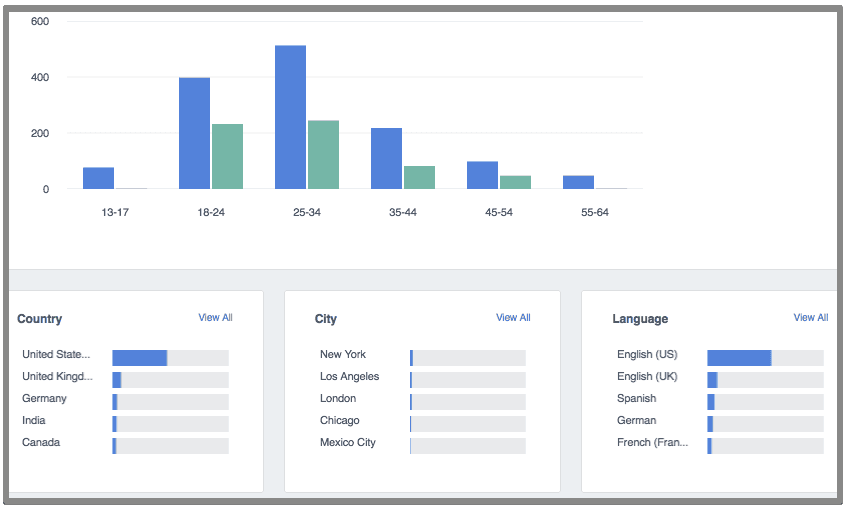 600
400
200
0
13-17 18-24 25-34 35-44 45-54 55-64
Country View All
United State...
United Kingd...
Germany
India
Canada
City View All
New York
Los Angeles
London
Chicago
Mexico City
Language View All
English (US)
English (UK)
Spanish
German
French (Fran...